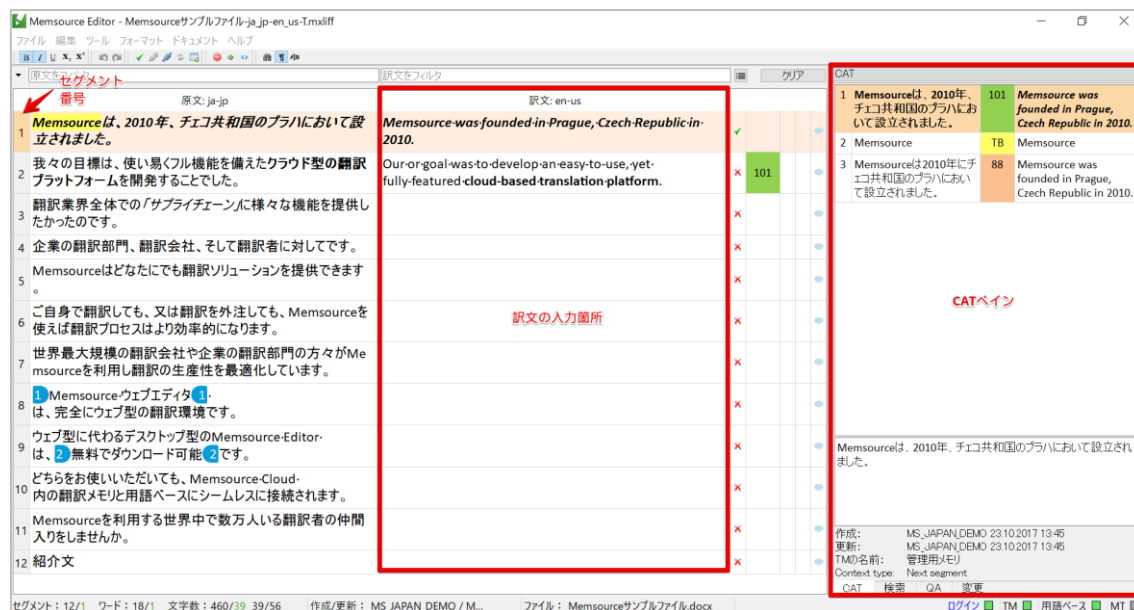 Memsource Editor - Memsourceサンプルファイル-ja_jp-en_us-T.mxliff
ファイル 編集 ツール フォーマット ドキュメント ヘルプ
B I U X₂ X²
訳文をフィルタ
クリア
CAT
セグメント
番号
原文: ja-jp
訳文: en-us
1
Memsourceは、2010年、チェコ共和国のプラハにおいて設
立されました。
Memsource·was·founded·in·Prague,·Czech·Republic·in·
2010.
2
我々の目標は、使い易くフル機能を備えたクラウド型の翻訳
プラットフォームを開発することでした。
Our·or·goal·was·to·develop·an·easy-to-use,·yet·
fully-featured·cloud-based·translation·platform.
101
3
翻訳業界全体での「サプライチェーン」に様々な機能を提供し
たかったのです。
4 企業の翻訳部門、翻訳会社、そして翻訳者に対してです。
5
Memsourceはどなたにでも翻訳ソリューションを提供できます
。
6
ご自身で翻訳しても、又は翻訳を外注しても、Memsourceを
使えば翻訳プロセスはより効率的になります。
訳文の入力箇所
7
世界最大規模の翻訳会社や企業の翻訳部門の方々がMe
msourceを利用し翻訳の生産性を最適化しています。
8
1 Memsource·ウェブエディタ 1·
は、完全にウェブ型の翻訳環境です。
9
ウェブ型に代わるデスクトップ型のMemsource·Editor·
は、2 無料でダウンロード可能 2 です。
10
どちらをお使いいただいても、Memsource·Cloud·
内の翻訳メモリと用語ベースにシームレスに接続されます。
11
Memsourceを利用する世界中で数万人いる翻訳者の仲間
入りをしませんか。
12 紹介文
1 Memsourceは、2010年、
チェコ共和国のプラハにお
いて設立されました。
101
Memsource was
founded in Prague,
Czech Republic in 2010.
2 Memsource TB Memsource
3 Memsourceは2010年にチ
ェコ共和国のプラハにおい
て設立されました。
88
Memsource was
founded in Prague,
Czech Republic in 2010.
CATペイン
Memsourceは、2010年、チェコ共和国のプラハにおいて設立され
ました。
作成: MS_JAPAN_DEMO 23.10.2017 13:45
更新: MS_JAPAN_DEMO 23.10.2017 13:45
TMの名前: 管理用メモリ
Context type: Next segment
CAT 検索 QA 変更
セグメント: 12/1 ワード: 18/1 文字数: 460/39 39/56 作成/更新: MS JAPAN DEMO / M... ファイル: Memsourceサンプルファイル.docx
ログイン TM 用語ベース MT